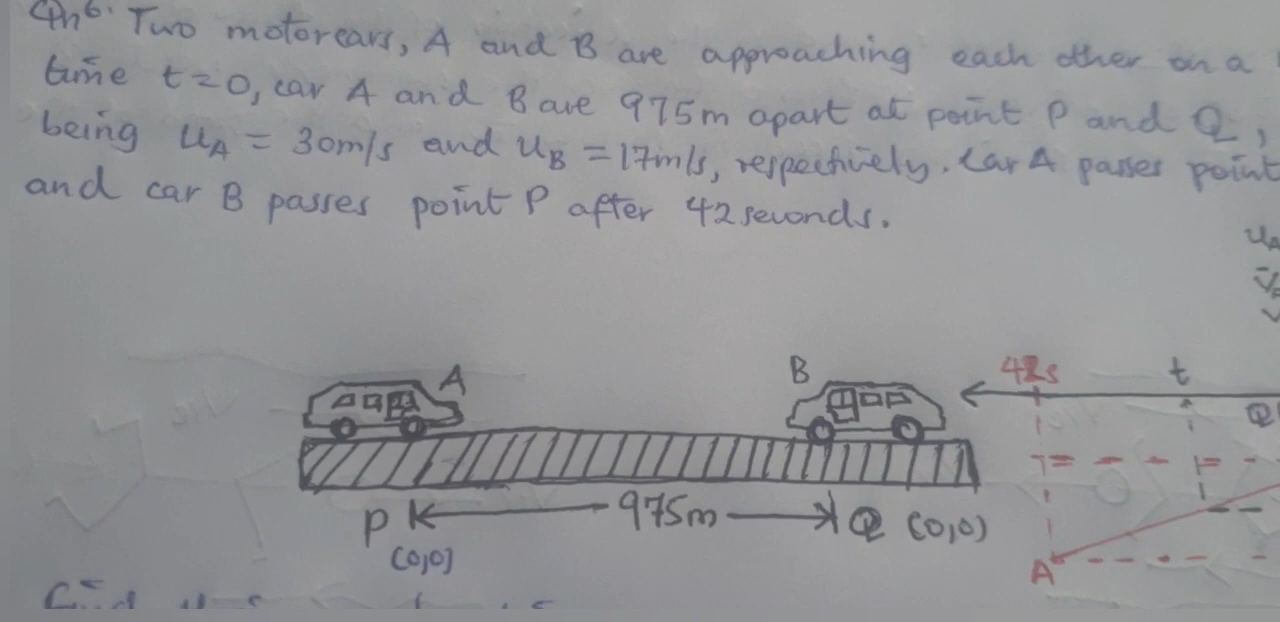 Qn6. Two motorcars, A and B are approaching each other on a
time t=0, car A and B are 975m apart at point P and Q,
being uA = 30m/s and uB = 17m/s, respectively. Car A passes point
and car B passes point P after 42 seconds.
uA
A
B
42s
t
Q
P
975m
Q (0,0)
(0,0)
A